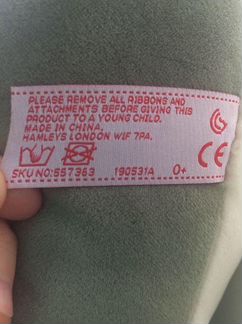 PLEASE REMOVE ALL RIBBONS AND
ATTACHMENTS BEFORE GIVING THIS
PRODUCT TO A YOUNG CHILD.
MADE IN CHINA.
HAMLEYS LONDON W1F 7PA.
CE
SKU NO:557363 190531A 0+